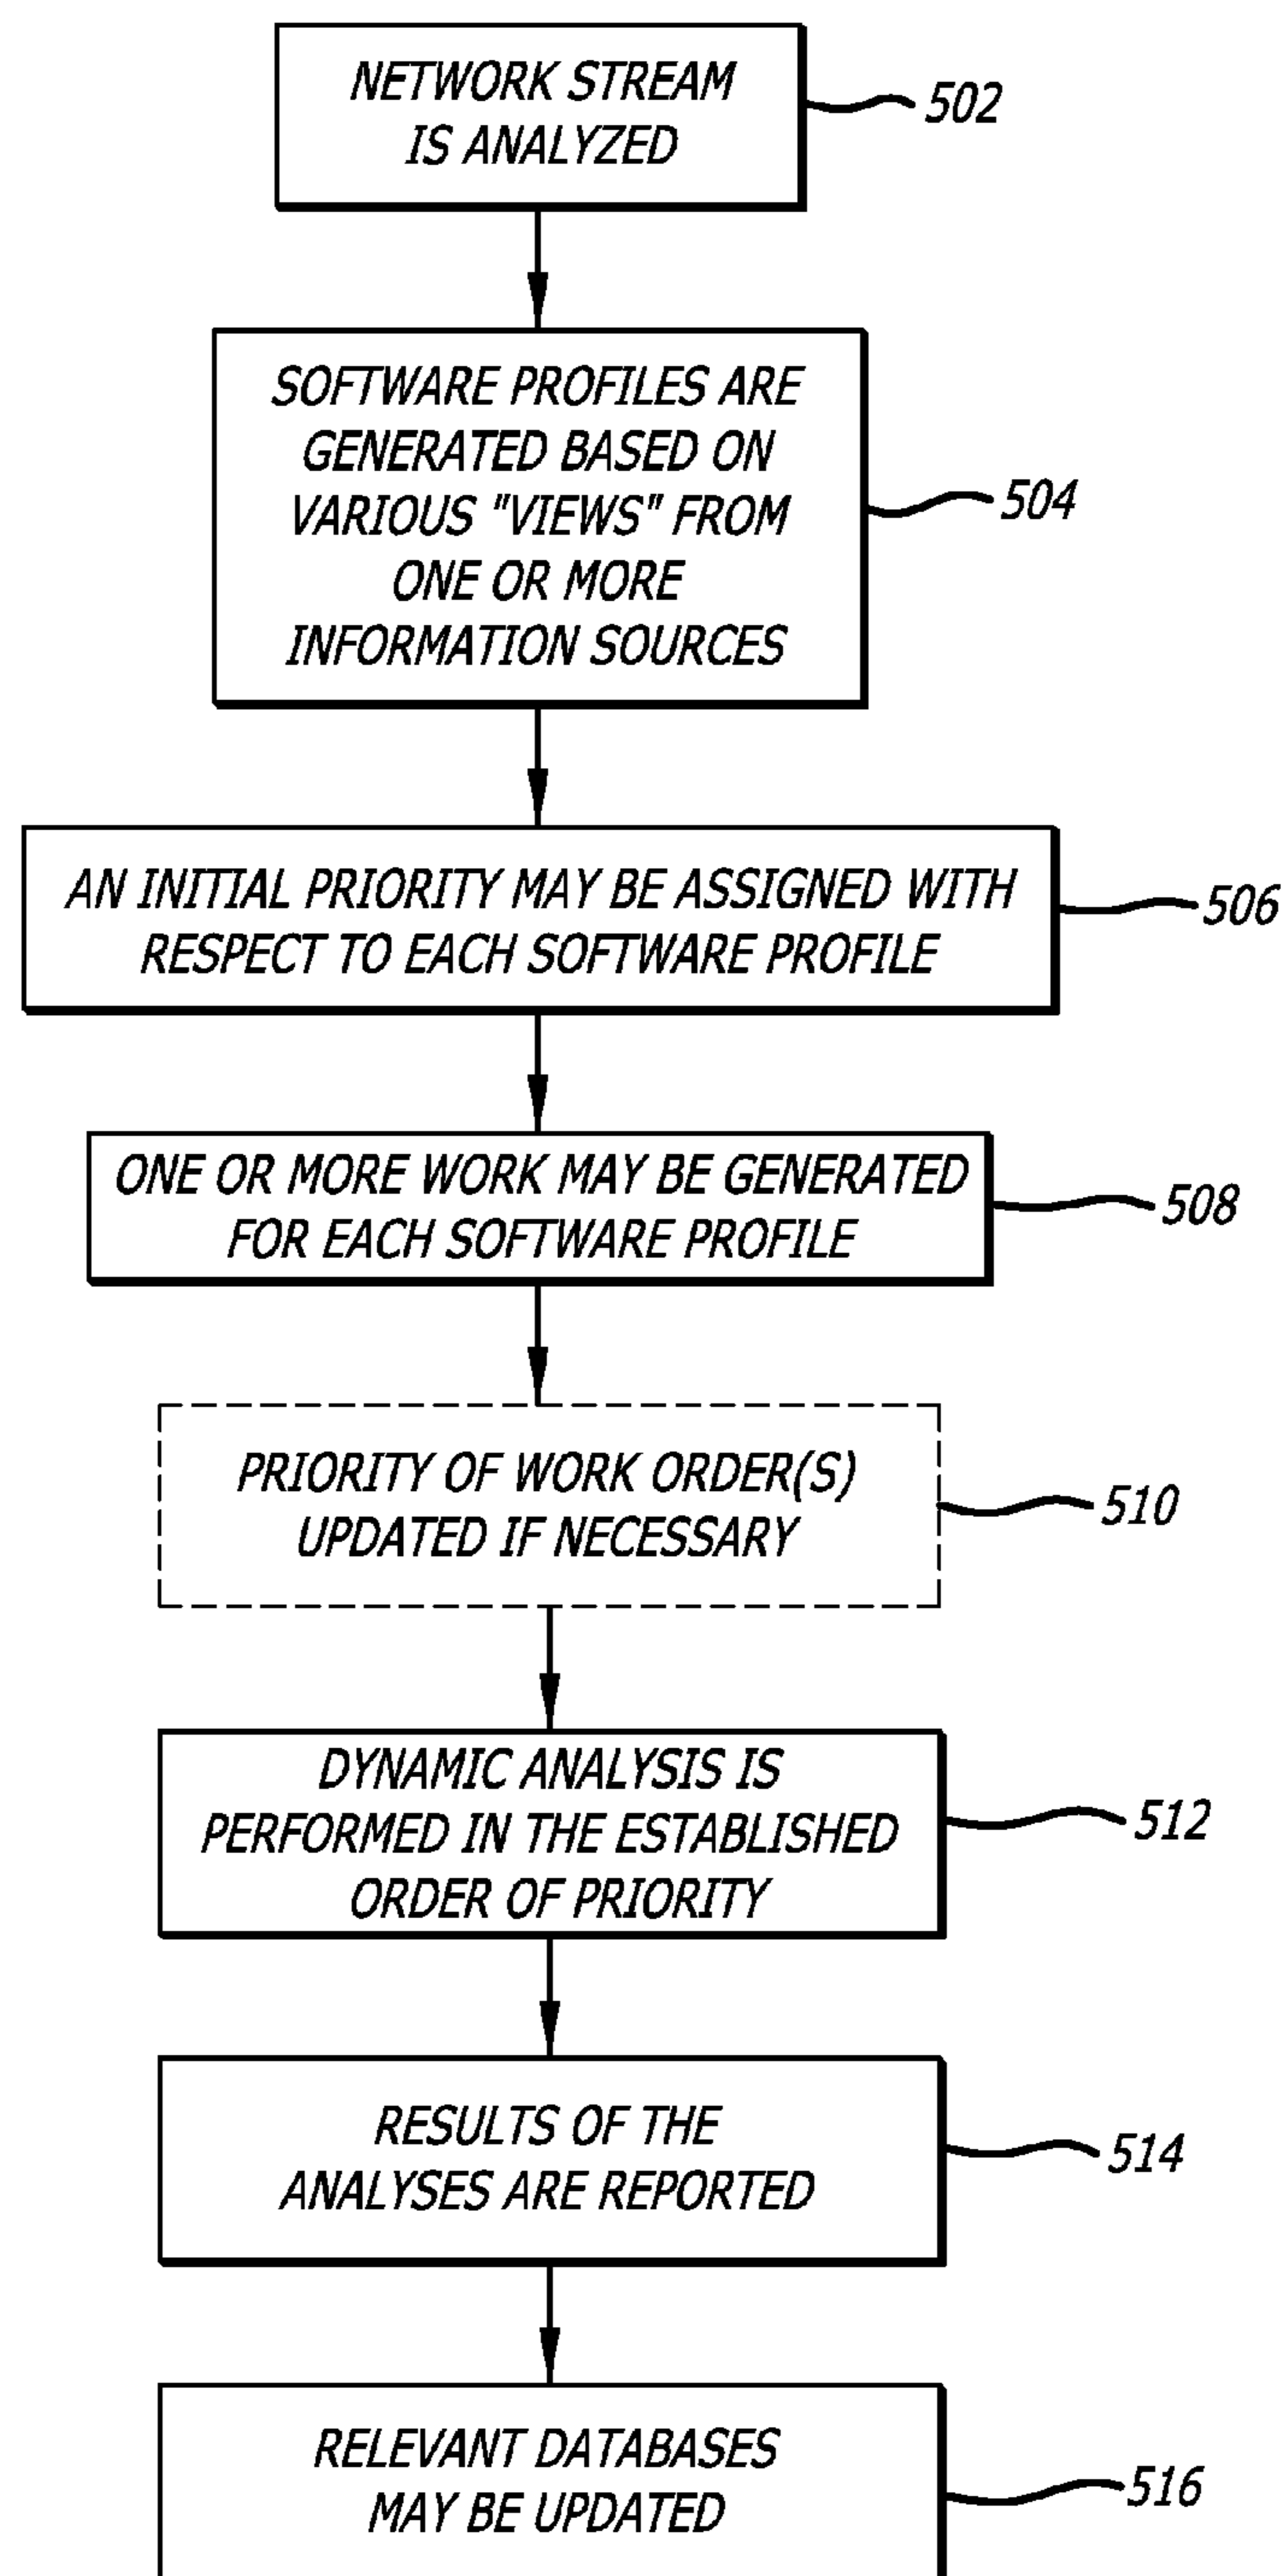 NETWORK STREAM
IS ANALYZED
502
SOFTWARE PROFILES ARE
GENERATED BASED ON
VARIOUS "VIEWS" FROM
ONE OR MORE
INFORMATION SOURCES
504
AN INITIAL PRIORITY MAY BE ASSIGNED WITH
RESPECT TO EACH SOFTWARE PROFILE
506
ONE OR MORE WORK MAY BE GENERATED
FOR EACH SOFTWARE PROFILE
508
PRIORITY OF WORK ORDER(S)
UPDATED IF NECESSARY
510
DYNAMIC ANALYSIS IS
PERFORMED IN THE ESTABLISHED
ORDER OF PRIORITY
512
RESULTS OF THE
ANALYSES ARE REPORTED
514
RELEVANT DATABASES
MAY BE UPDATED
516